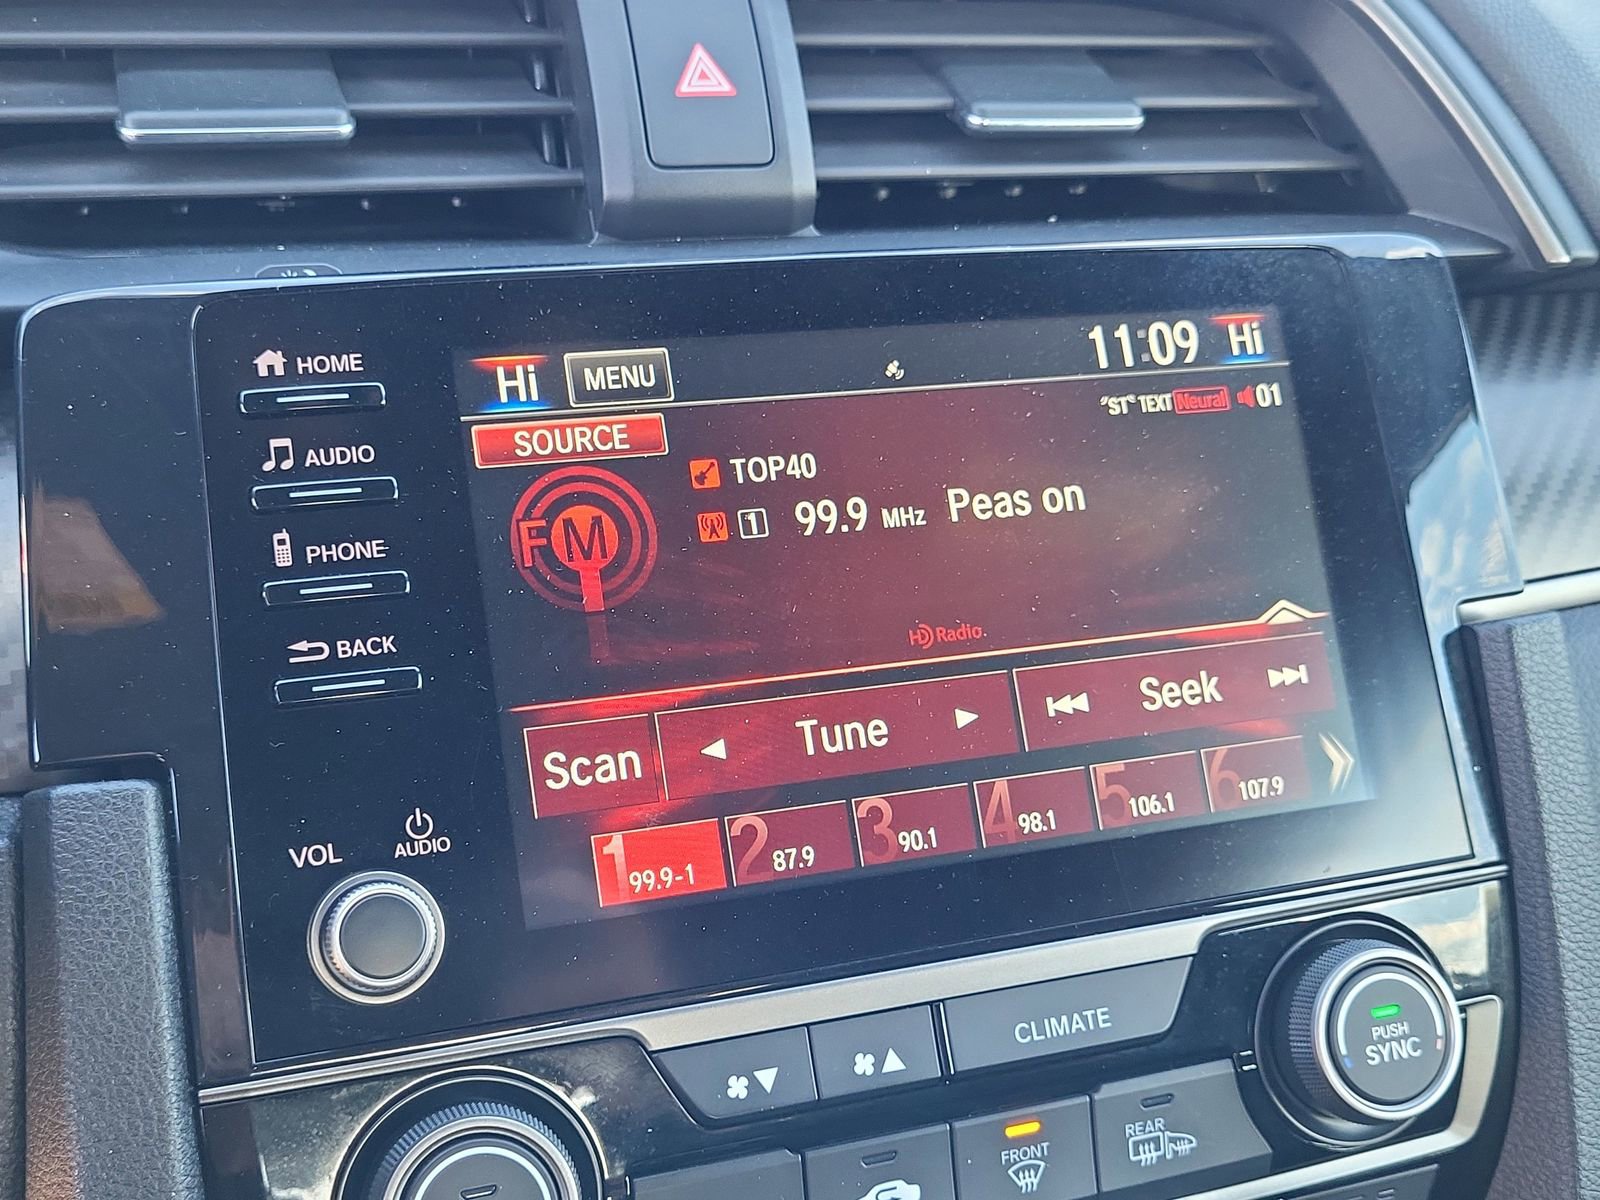 HOME
AUDIO
PHONE
BACK
VOL
AUDIO
Hi
MENU
11:09
Hi
"ST" TEXT Neural 01
SOURCE
FM
TOP40
1 99.9 MHz Peas on
HD Radio
Scan
Tune
Seek
1 99.9-1
2 87.9
3 90.1
4 98.1
5 106.1
6 107.9
CLIMATE
PUSH
SYNC
FRONT
REAR